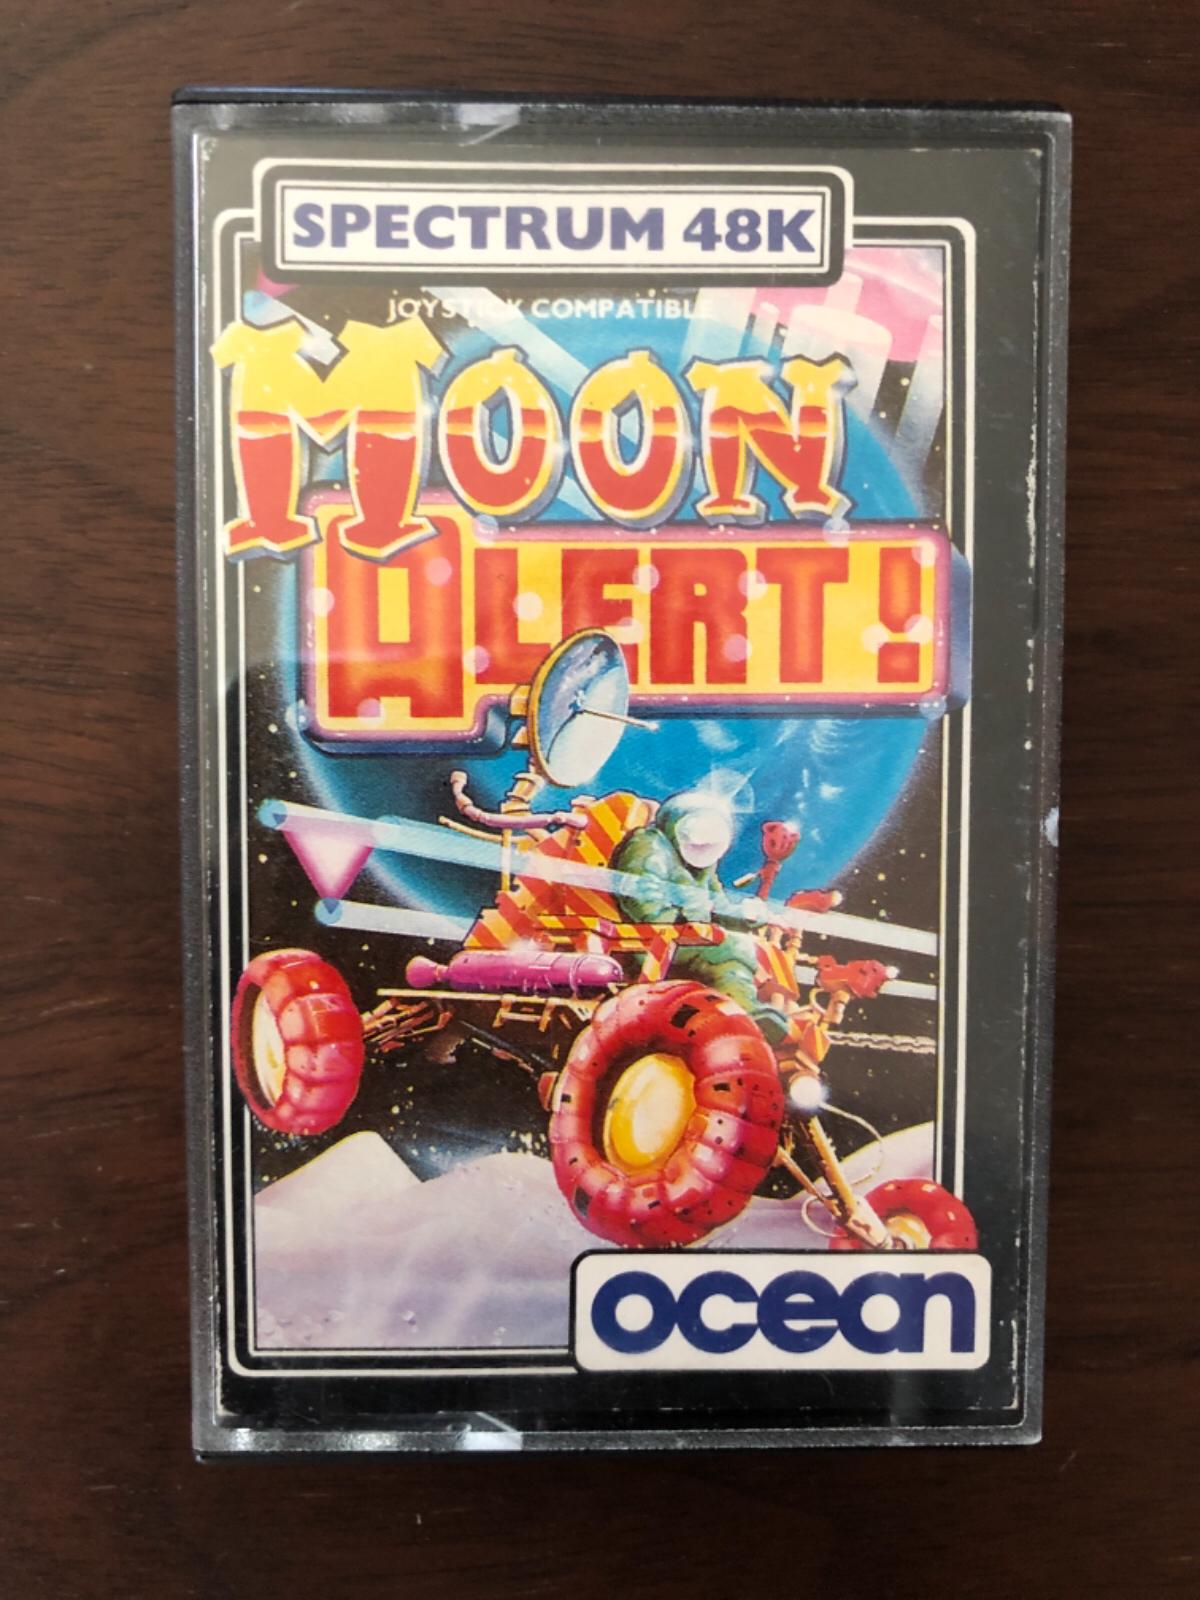 SPECTRUM 48K
JOYSTICK COMPATIBLE
MOON
ALERT!
ocean